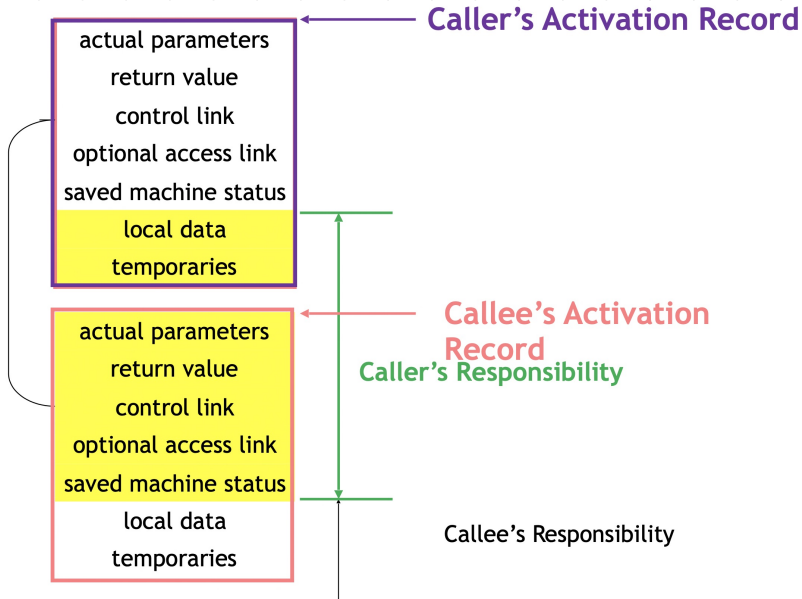 Caller’s Activation Record
actual parameters
return value
control link
optional access link
saved machine status
local data
temporaries
Callee’s Activation
Record
actual parameters
return value
Caller’s Responsibility
control link
optional access link
saved machine status
local data
Callee’s Responsibility
temporaries